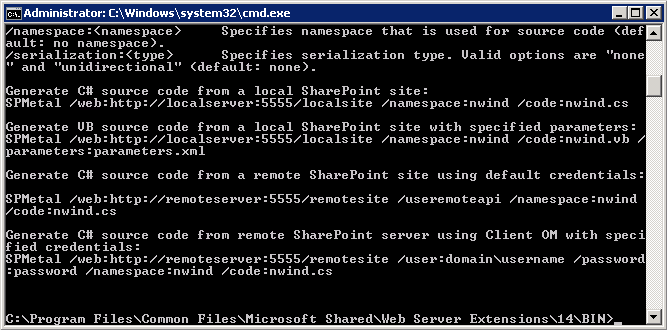 Administrator: C:\Windows\system32\cmd.exe
/namespace:<namespace>     Specifies namespace that is used for source code (def
ault: no namespace).
/serialization:<type>      Specifies serialization type. Valid options are "none
" and "unidirectional" (default: none).
Generate C# source code from a local SharePoint site:
SPMetal /web:http://localserver:5555/localsite /namespace:nwind /code:nwind.cs
Generate VB source code from a local SharePoint site with specified parameters:
SPMetal /web:http://localserver:5555/localsite /namespace:nwind /code:nwind.vb /
parameters:parameters.xml
Generate C# source code from a remote SharePoint site using default credentials:
SPMetal /web:http://remoteserver:5555/remotesite /useremoteapi /namespace:nwind
/code:nwind.cs
Generate C# source code from remote SharePoint server using Client OM with speci
fied credentials:
SPMetal /web:http://remoteserver:5555/remotesite /user:domain\username /password
:password /namespace:nwind /code:nwind.cs
C:\Program Files\Common Files\Microsoft Shared\Web Server Extensions\14\BIN>_